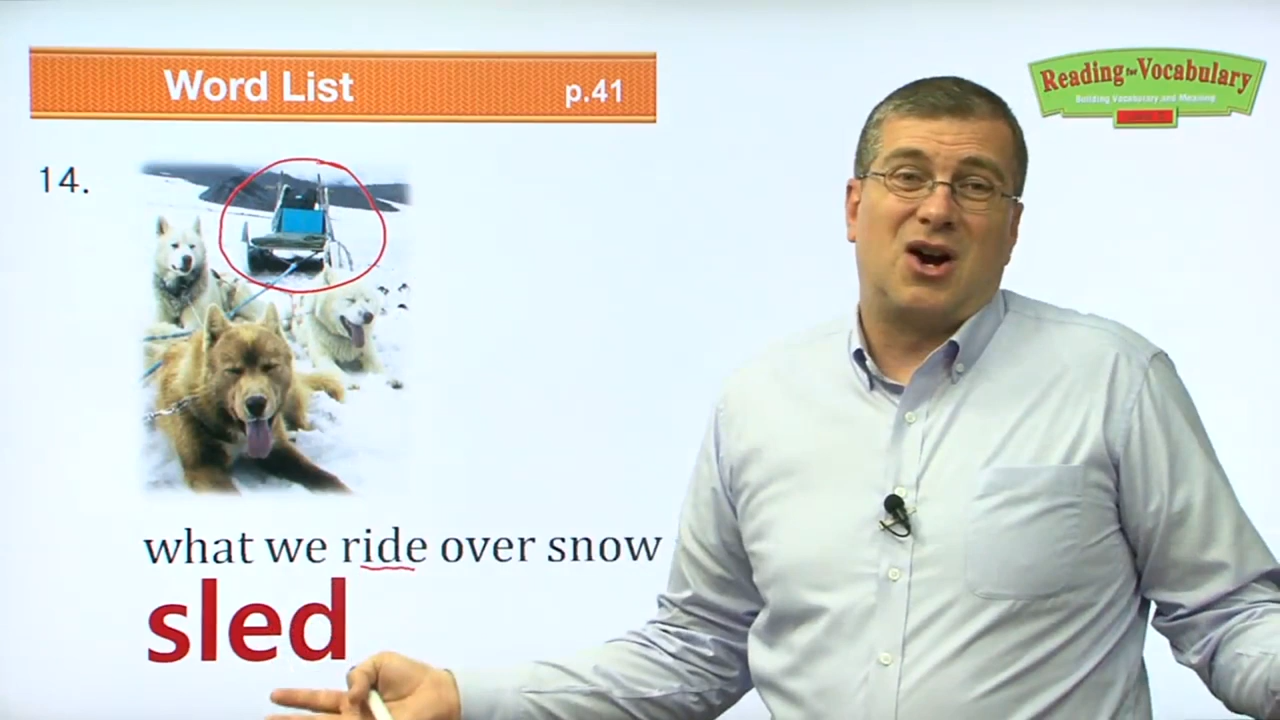 Word List p.41
Reading for Vocabulary
Building Vocabulary and Meaning
14.
what we ride over snow
sled